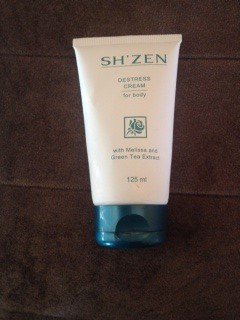 SH'ZEN
DESTRESS
CREAM
for body
with Melissa and
Green Tea Extract
125 ml